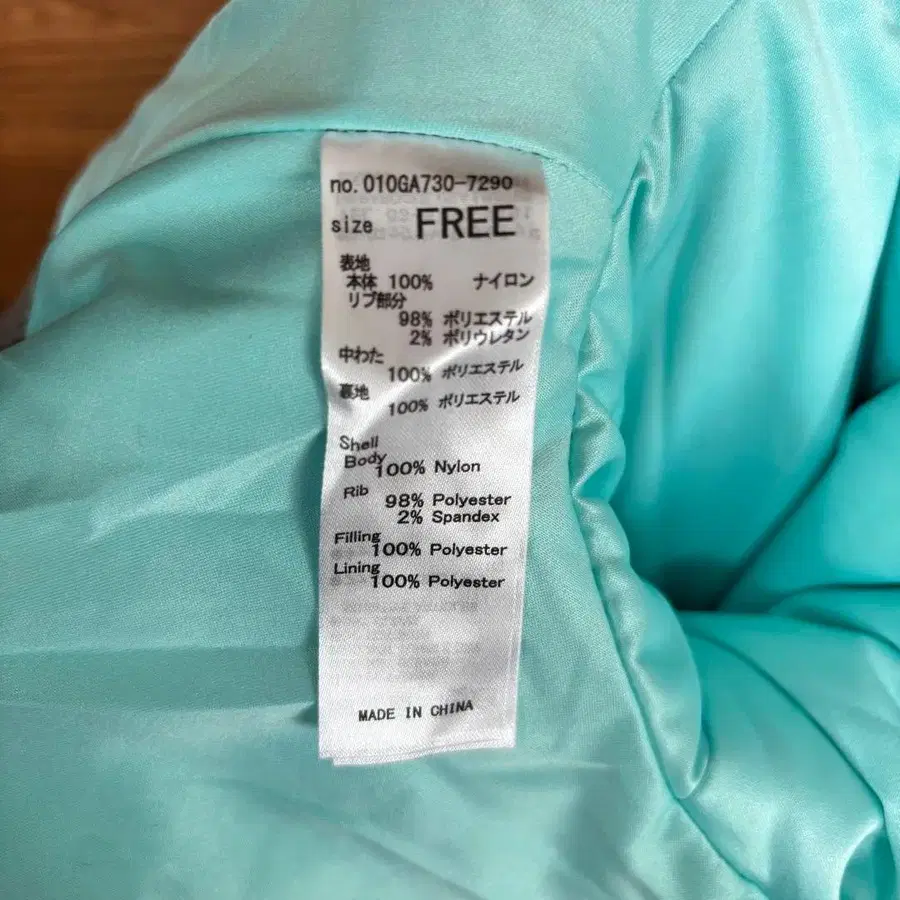 no. 010GA730-7290
size FREE
表地
本体 100% ナイロン
リブ部分
98% ポリエステル
2% ポリウレタン
中わた
100% ポリエステル
裏地
100% ポリエステル
Shell
Body
100% Nylon
Rib
98% Polyester
2% Spandex
Filling
100% Polyester
Lining
100% Polyester
MADE IN CHINA